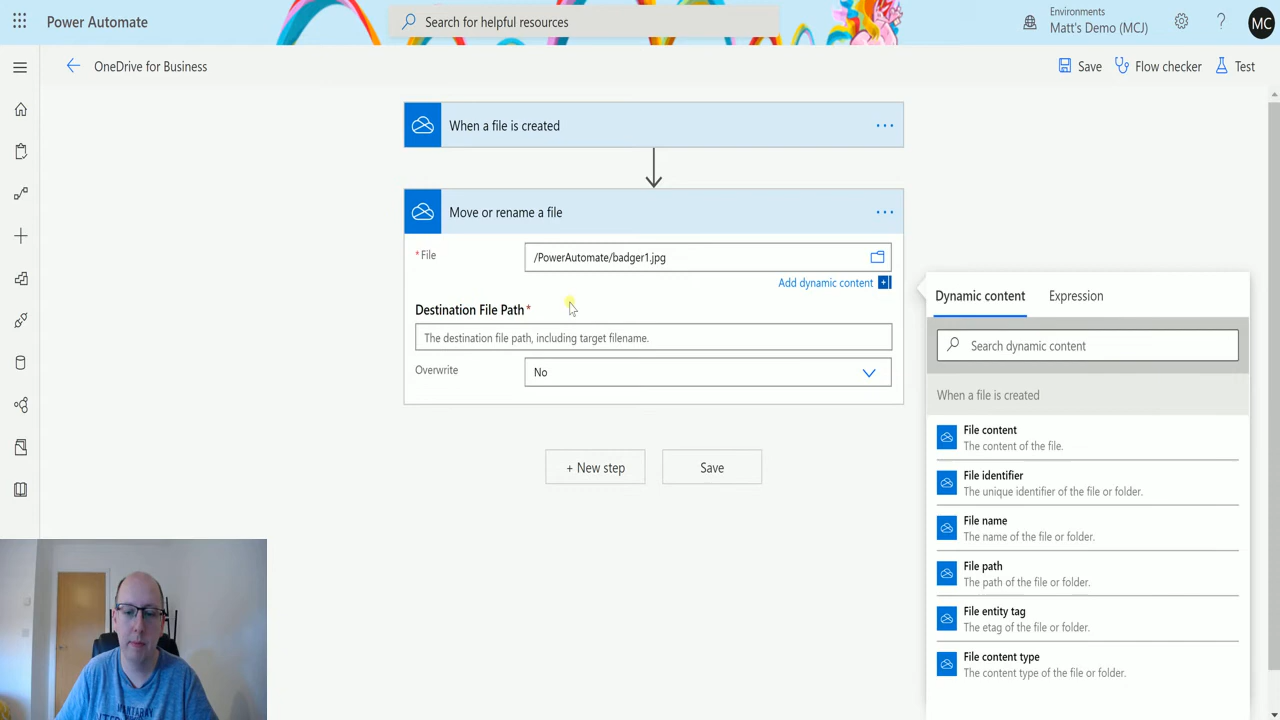 Power Automate
Search for helpful resources
Environments
Matt's Demo (MCJ)
?
MC
OneDrive for Business
Save
Flow checker
Test
When a file is created
...
Move or rename a file
...
* File
/PowerAutomate/badger1.jpg
Add dynamic content
Destination File Path *
The destination file path, including target filename.
Overwrite
No
+ New step
Save
Dynamic content
Expression
Search dynamic content
When a file is created
File content
The content of the file.
File identifier
The unique identifier of the file or folder.
File name
The name of the file or folder.
File path
The path of the file or folder.
File entity tag
The etag of the file or folder.
File content type
The content type of the file or folder.